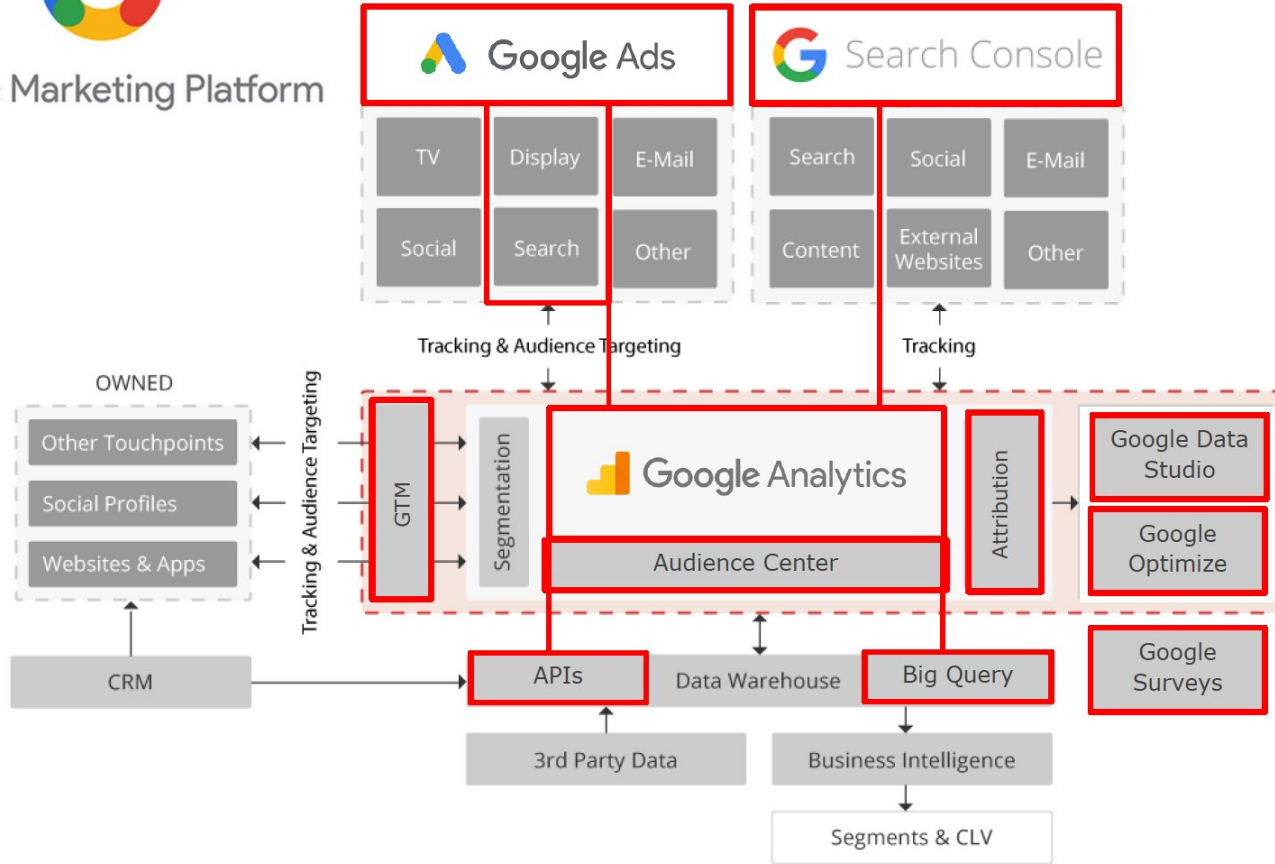 Marketing Platform
Google Ads
Search Console
TV
Display
E-Mail
Social
Search
Other
Search
Social
E-Mail
Content
External
Websites
Other
Tracking & Audience Targeting
Tracking
OWNED
Other Touchpoints
Social Profiles
Websites & Apps
Tracking & Audience Targeting
GTM
Segmentation
Google Analytics
Audience Center
Attribution
Google Data
Studio
Google
Optimize
Google
Surveys
CRM
APIs
Data Warehouse
Big Query
3rd Party Data
Business Intelligence
Segments & CLV